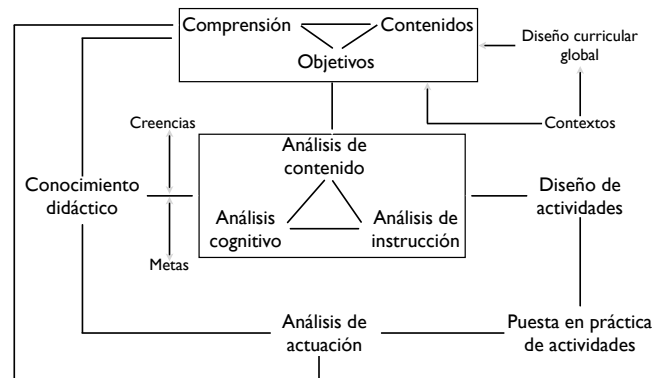 Comprensión
Contenidos
Objetivos
Diseño curricular
global
Creencias
Contextos
Análisis de
contenido
Conocimiento
didáctico
Análisis
cognitivo
Análisis de
instrucción
Diseño de
actividades
Metas
Análisis de
actuación
Puesta en práctica
de actividades